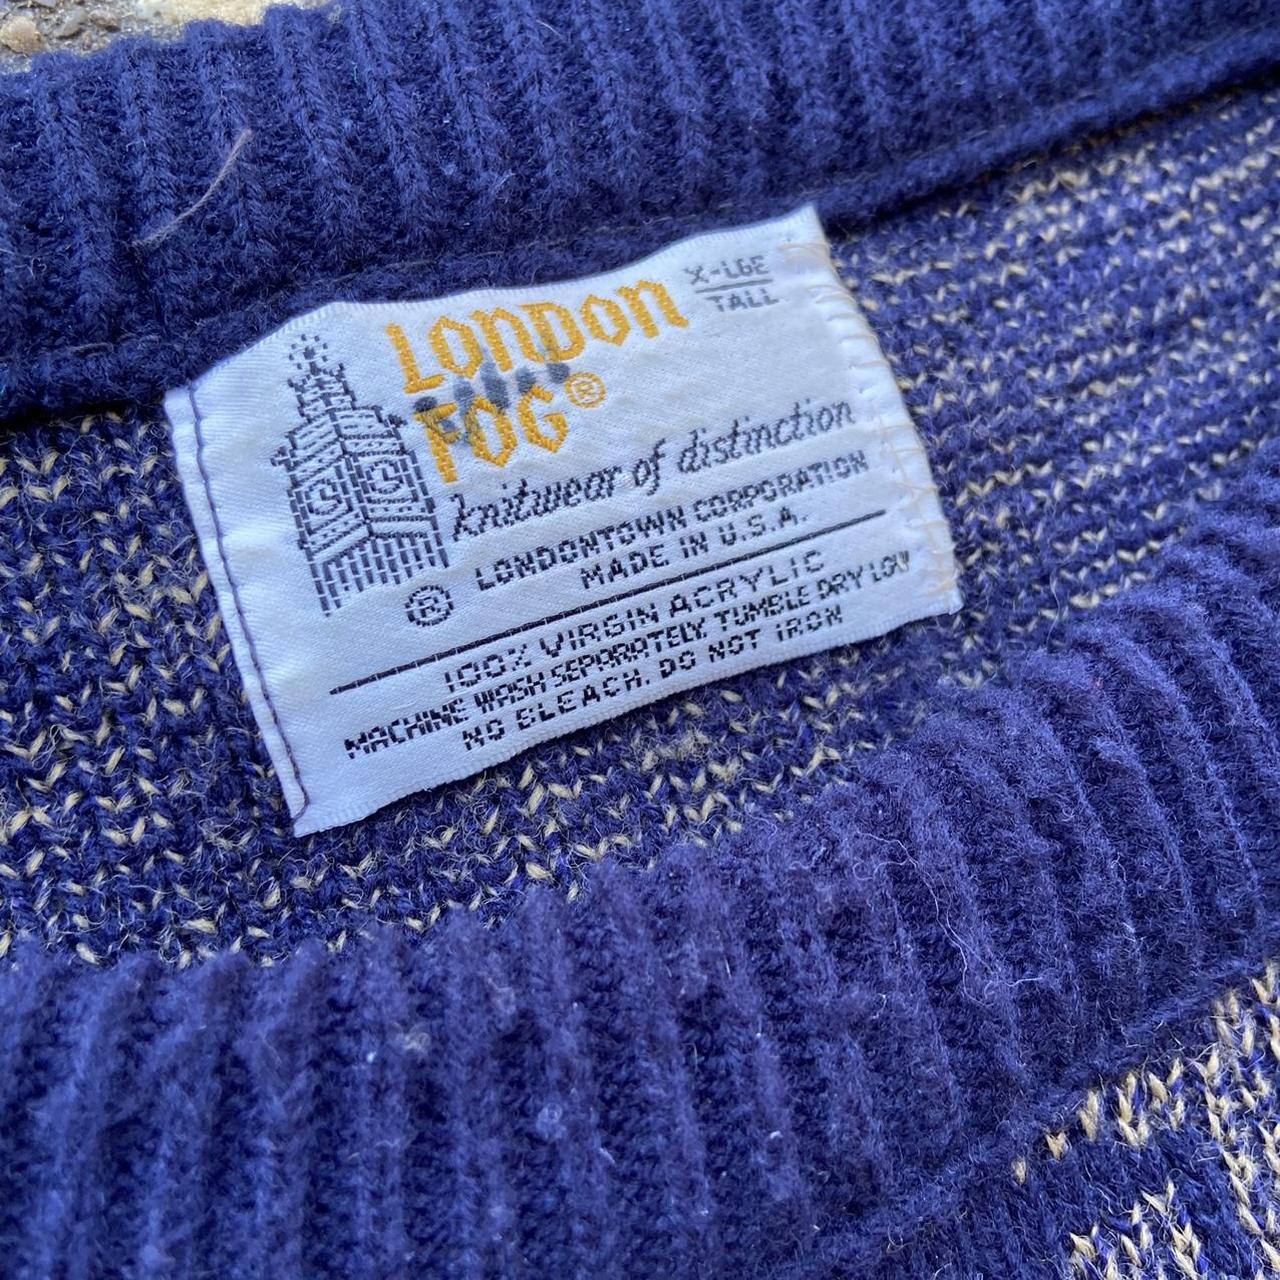 LONDON
FOG®
X-LGE
TALL
knitwear of distinction
LONDONTOWN CORPORATION
MADE IN U.S.A.
®
100% VIRGIN ACRYLIC
MACHINE WASH SEPARATELY. TUMBLE DRY LOW
NO BLEACH. DO NOT IRON